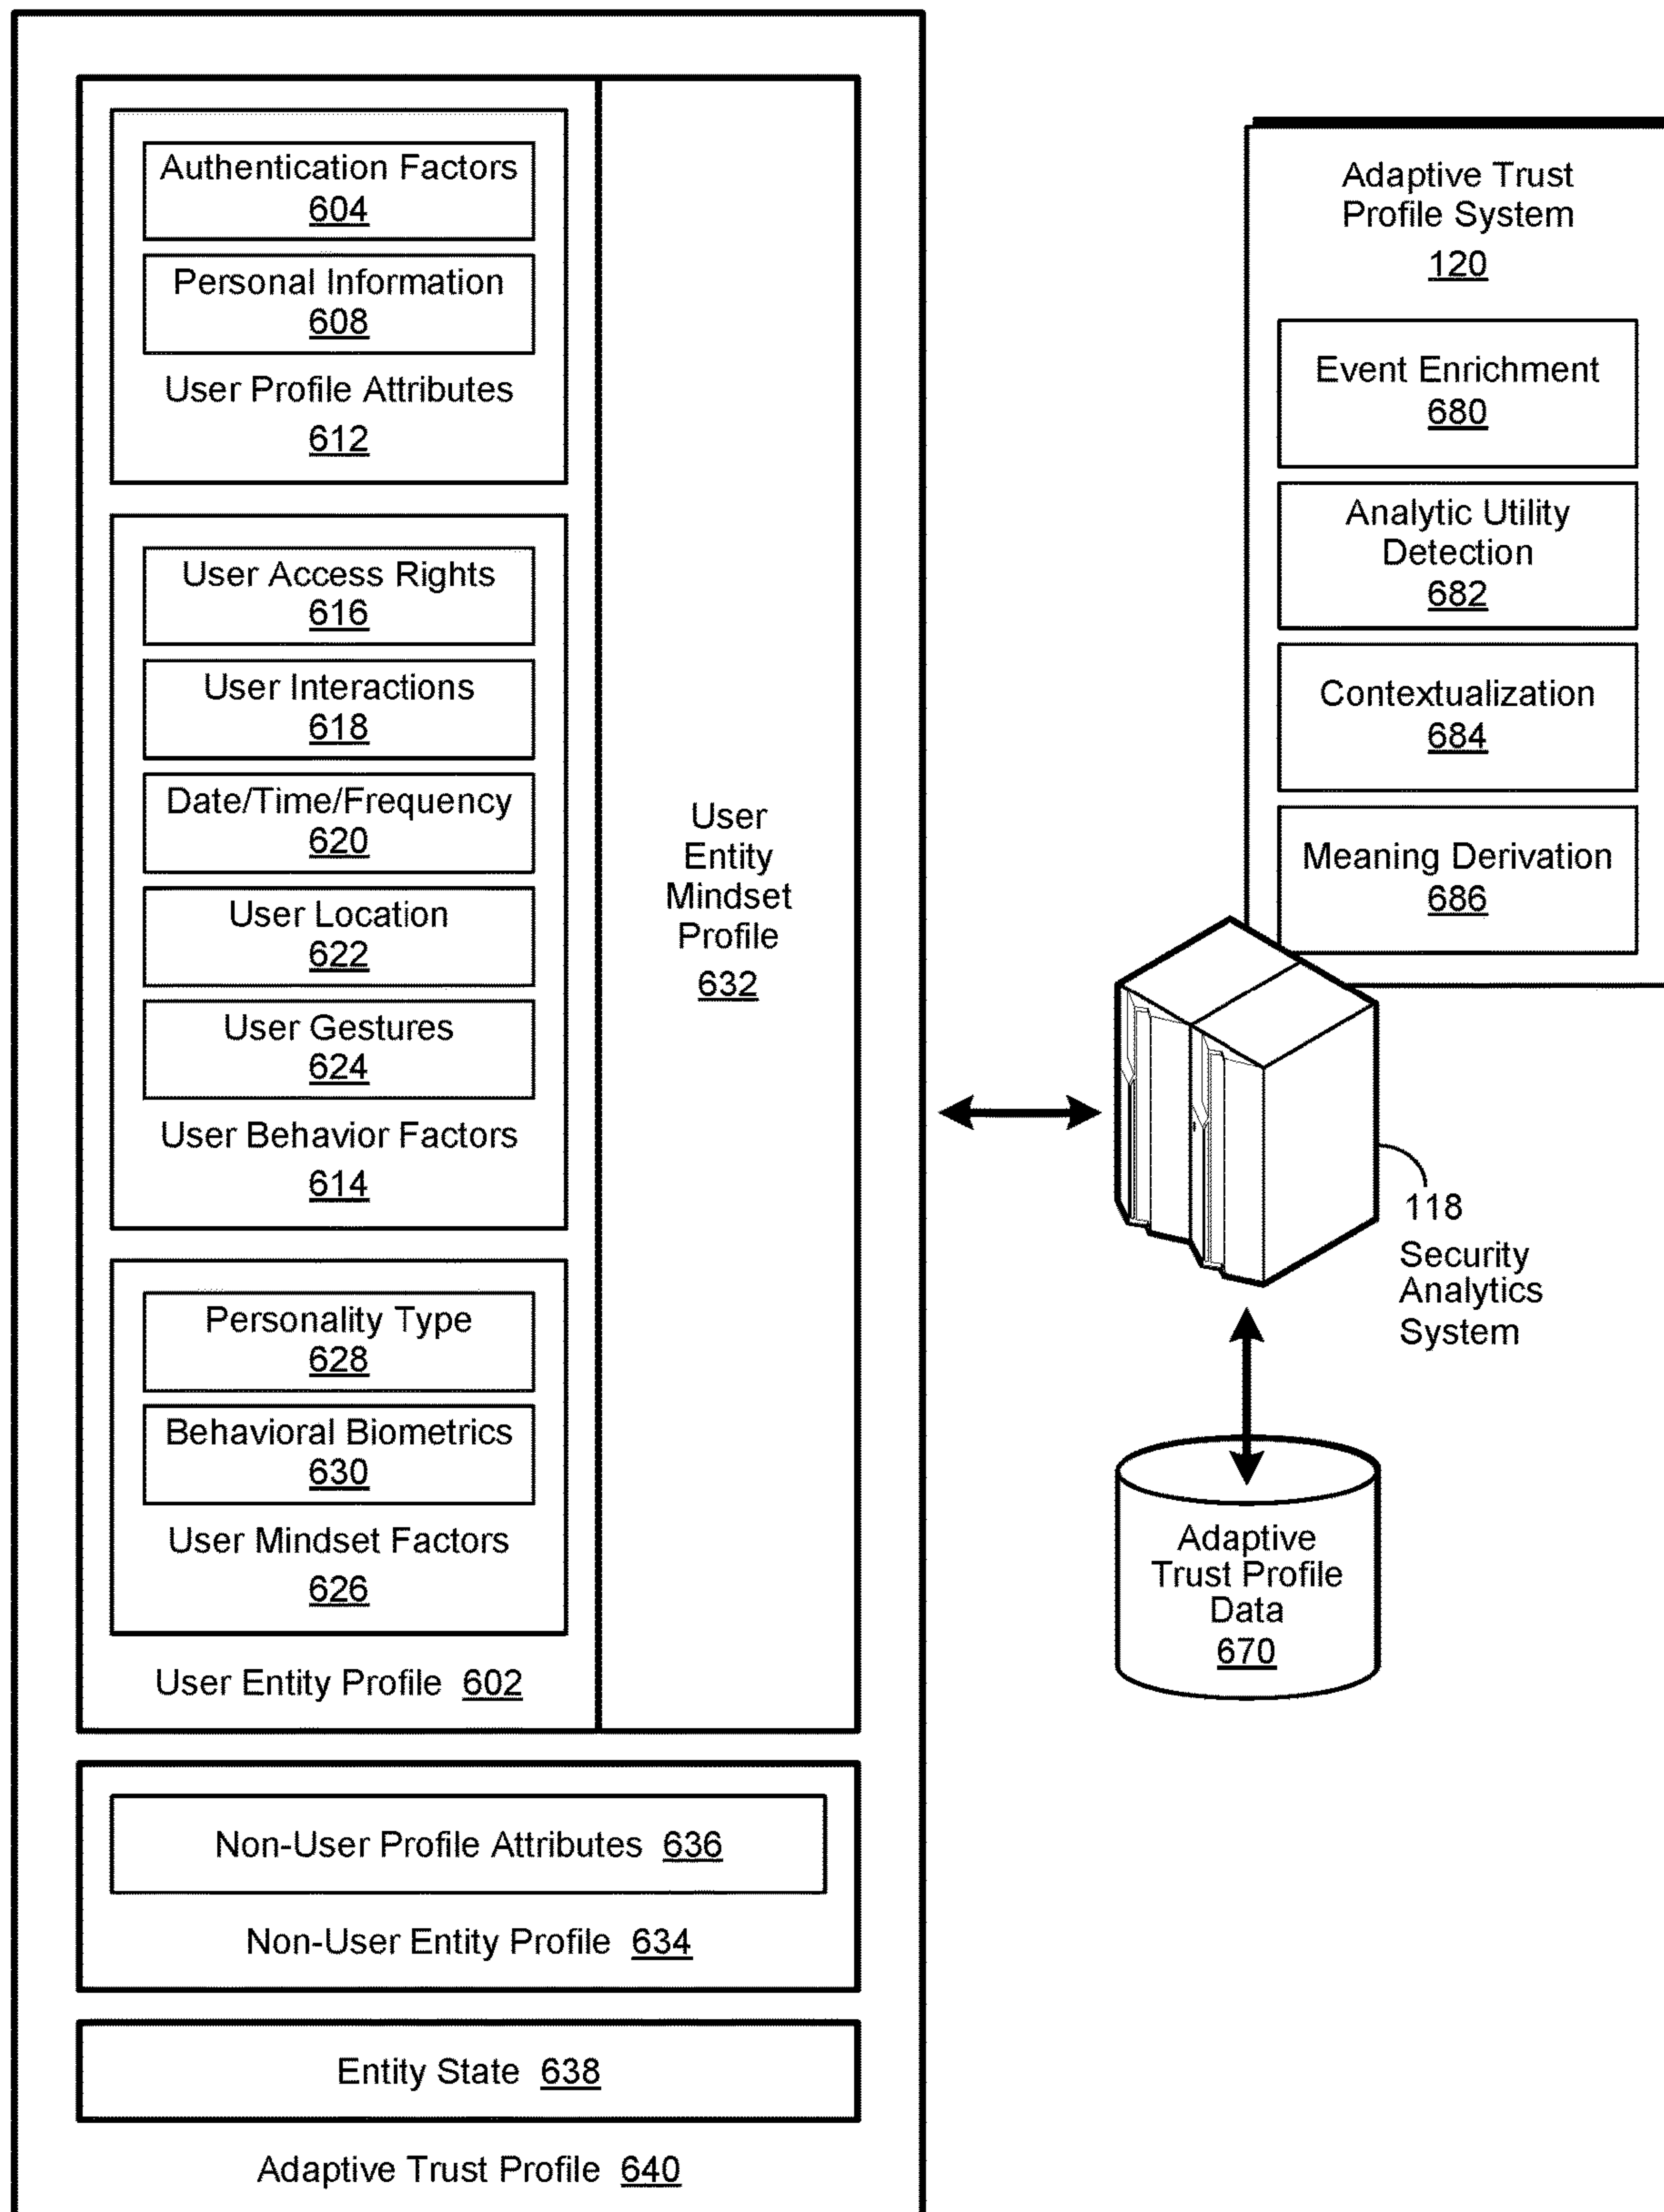 Authentication Factors
604
Personal Information
608
User Profile Attributes
612
User Access Rights
616
User Interactions
618
Date/Time/Frequency
620
User Location
622
User Gestures
624
User Behavior Factors
614
Personality Type
628
Behavioral Biometrics
630
User Mindset Factors
626
User Entity Profile 602
User
Entity
Mindset
Profile
632
Non-User Profile Attributes 636
Non-User Entity Profile 634
Entity State 638
Adaptive Trust Profile 640
Adaptive Trust
Profile System
120
Event Enrichment
680
Analytic Utility
Detection
682
Contextualization
684
Meaning Derivation
686
118
Security
Analytics
System
Adaptive
Trust Profile
Data
670